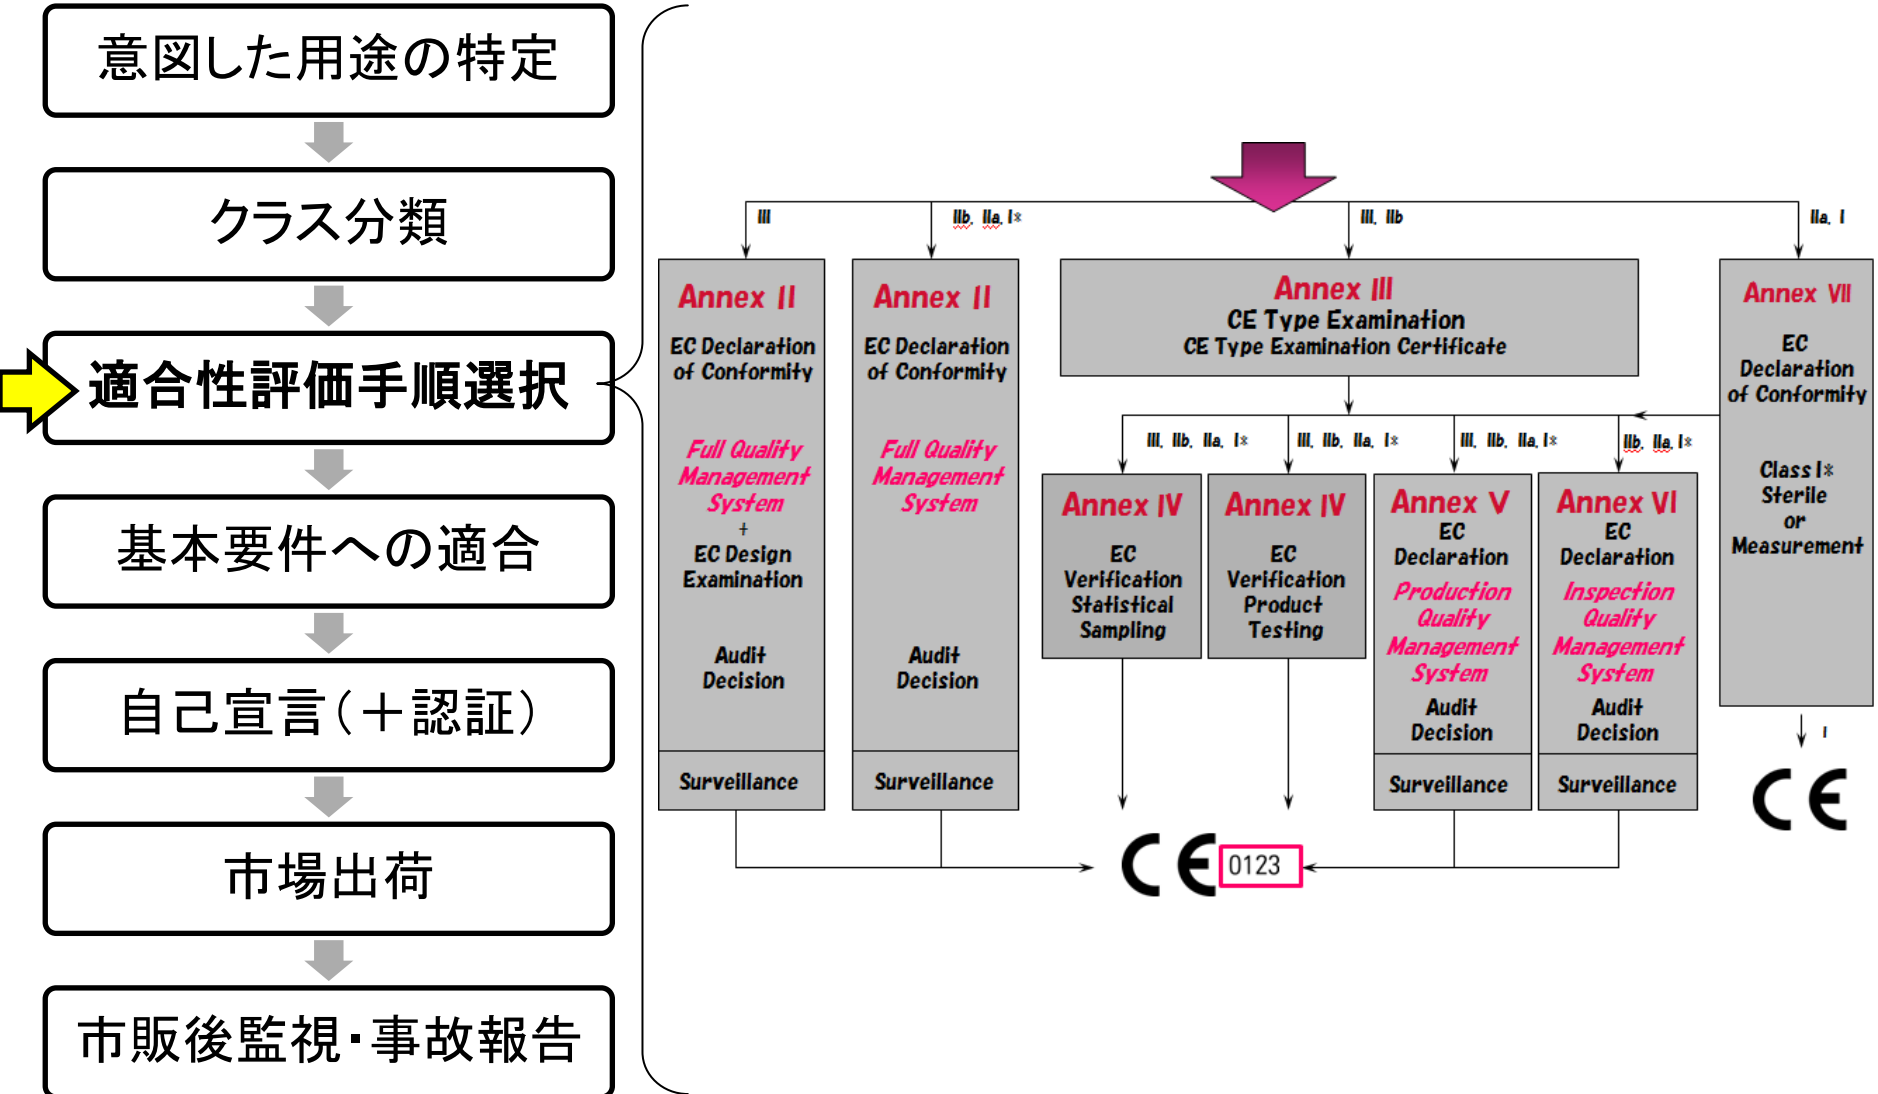 意図した用途の特定
クラス分類
適合性評価手順選択
基本要件への適合
自己宣言(＋認証)
市場出荷
市販後監視・事故報告
III
IIb, IIa, I*
III, IIb
IIa, I
Annex II
EC Declaration
of Conformity
Full Quality
Management
System
+
EC Design
Examination
Audit
Decision
Surveillance
Annex II
EC Declaration
of Conformity
Full Quality
Management
System
Audit
Decision
Surveillance
Annex III
CE Type Examination
CE Type Examination Certificate
III, IIb, IIa, I*
III, IIb, IIa, I*
III, IIb, IIa, I*
IIb, IIa, I*
Annex IV
EC
Verification
Statistical
Sampling
Annex IV
EC
Verification
Product
Testing
Annex V
EC
Declaration
Production
Quality
Management
System
Audit
Decision
Surveillance
Annex VI
EC
Declaration
Inspection
Quality
Management
System
Audit
Decision
Surveillance
Annex VII
EC
Declaration
of Conformity
Class I*
Sterile
or
Measurement
I
CE
CE 0123